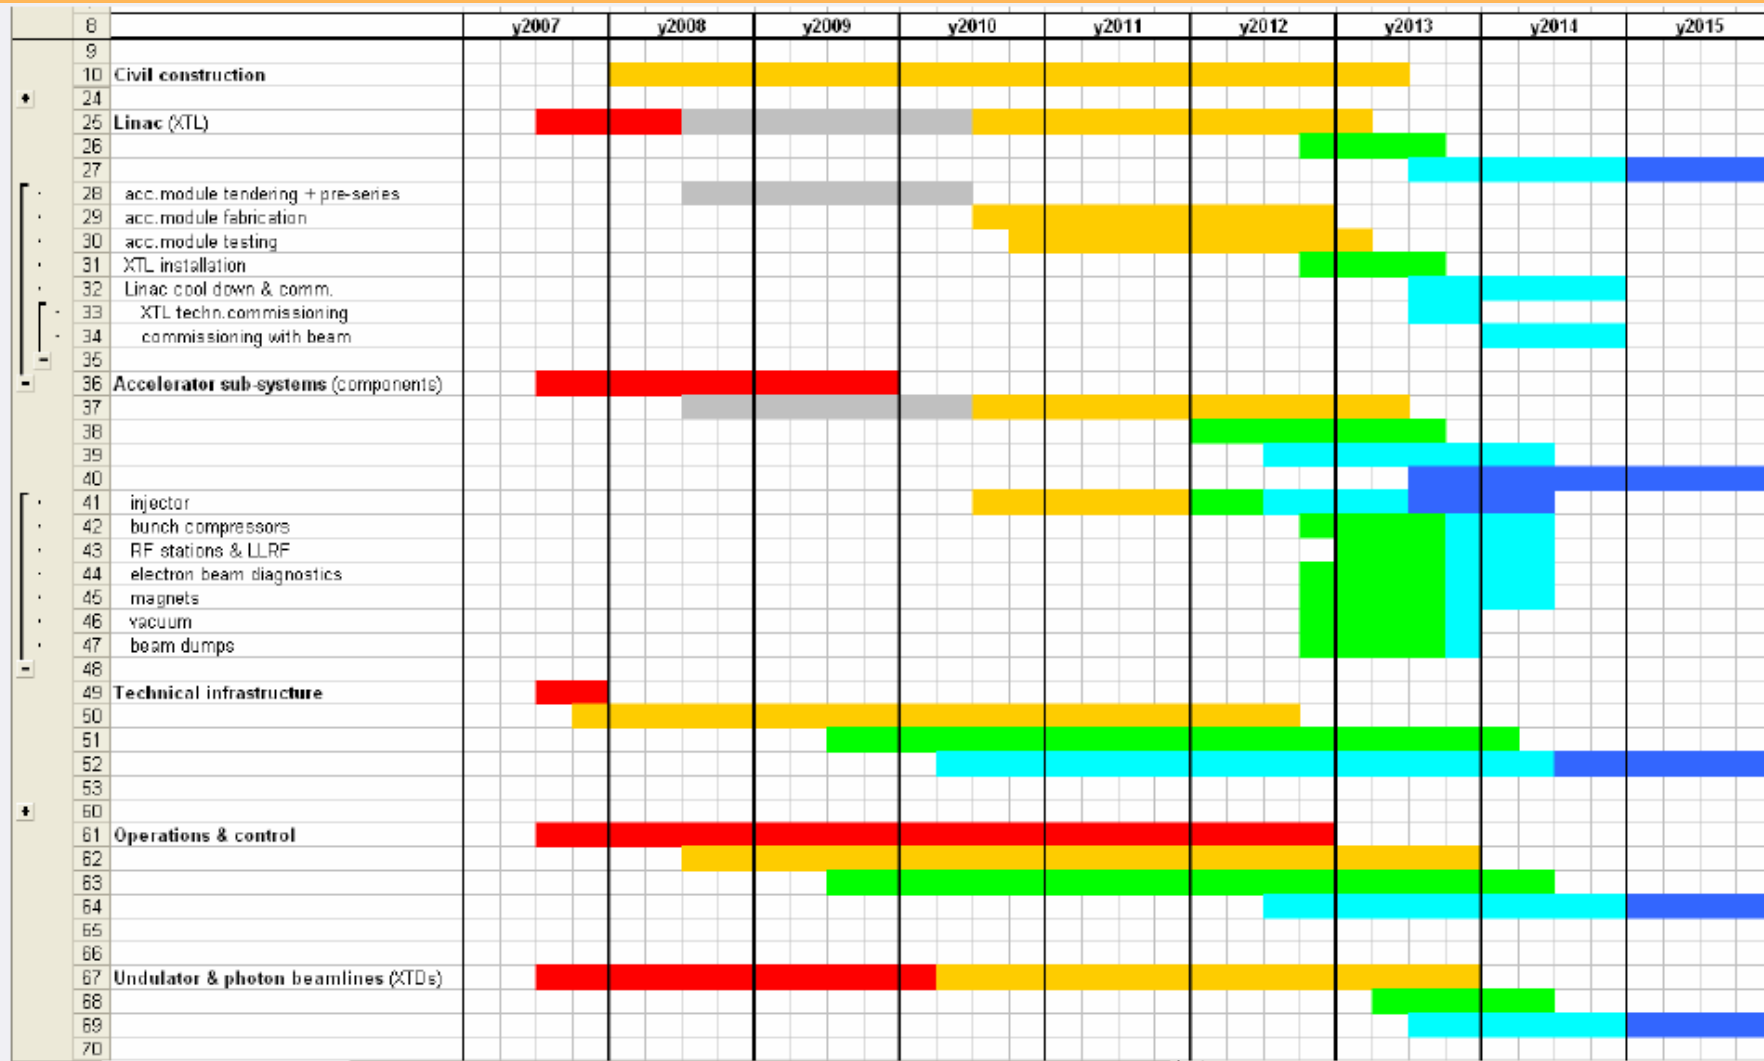 8 y2007 y2008 y2009 y2010 y2011 y2012 y2013 y2014 y2015
9
10 Civil construction
24
25 Linac (XTL)
26
27
28 acc.module tendering + pre-series
29 acc.module fabrication
30 acc.module testing
31 XTL installation
32 Linac cool down & comm.
33 XTL techn.commissioning
34 commissioning with beam
35
36 Accelerator sub-systems (components)
37
38
39
40
41 injector
42 bunch compressors
43 RF stations & LLRF
44 electron beam diagnostics
45 magnets
46 vacuum
47 beam dumps
48
49 Technical infrastructure
50
51
52
53
60
61 Operations & control
62
63
64
65
66
67 Undulator & photon beamlines (XTDs)
68
69
70